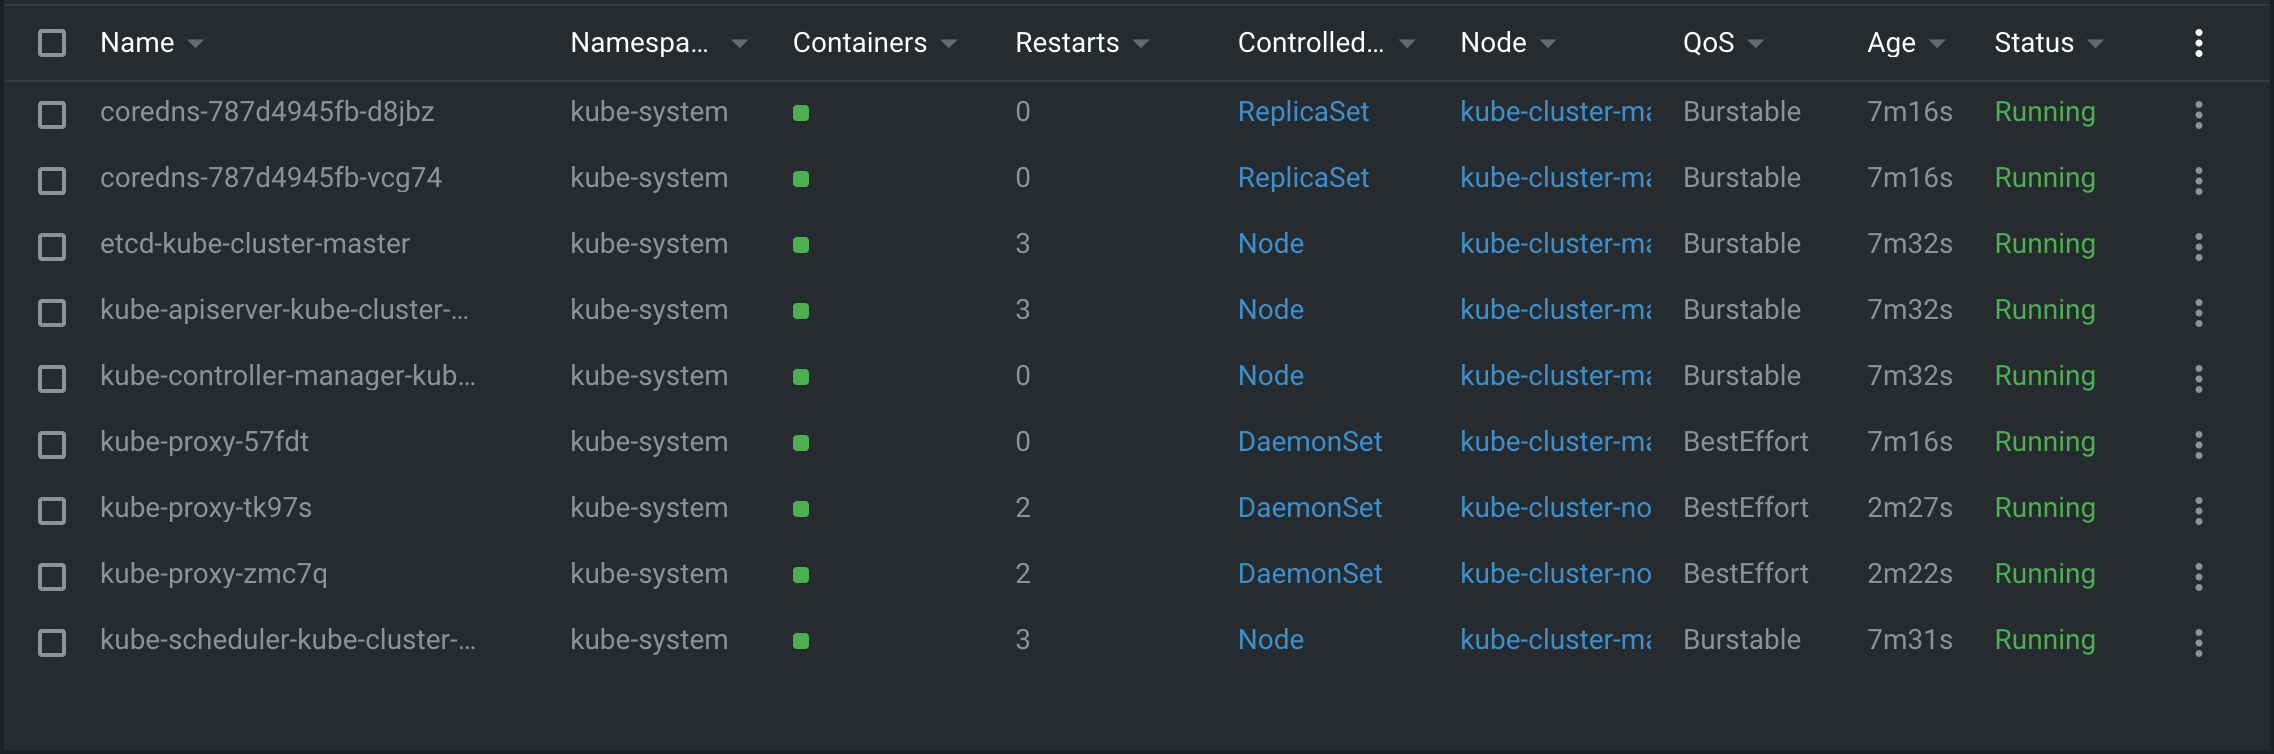 Name Namespa... Containers Restarts Controlled... Node QoS Age Status
coredns-787d4945fb-d8jbz kube-system 0 ReplicaSet kube-cluster-ma Burstable 7m16s Running
coredns-787d4945fb-vcg74 kube-system 0 ReplicaSet kube-cluster-ma Burstable 7m16s Running
etcd-kube-cluster-master kube-system 3 Node kube-cluster-ma Burstable 7m32s Running
kube-apiserver-kube-cluster-... kube-system 3 Node kube-cluster-ma Burstable 7m32s Running
kube-controller-manager-kub... kube-system 0 Node kube-cluster-ma Burstable 7m32s Running
kube-proxy-57fdt kube-system 0 DaemonSet kube-cluster-ma BestEffort 7m16s Running
kube-proxy-tk97s kube-system 2 DaemonSet kube-cluster-no BestEffort 2m27s Running
kube-proxy-zmc7q kube-system 2 DaemonSet kube-cluster-no BestEffort 2m22s Running
kube-scheduler-kube-cluster-... kube-system 3 Node kube-cluster-ma Burstable 7m31s Running